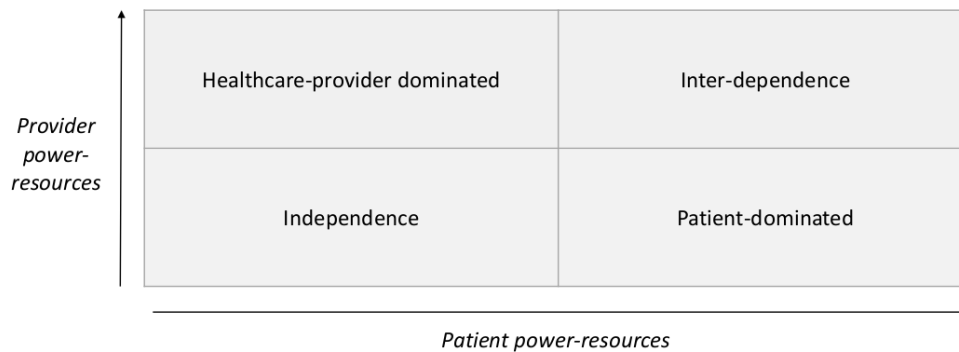 Healthcare-provider dominated
Inter-dependence
Provider
power-
resources
Independence
Patient-dominated
Patient power-resources